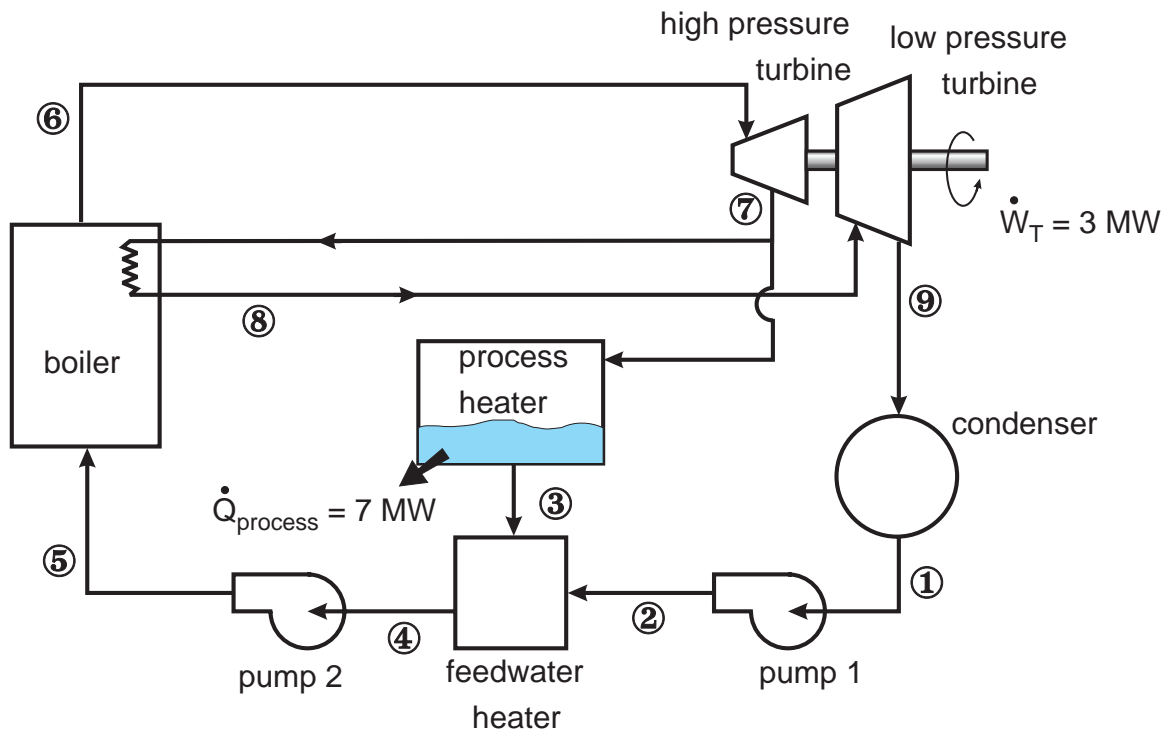 high pressure
turbine
low pressure
turbine
⑥
⑦
Ẇ_T = 3 MW
⑧
⑨
boiler
process
heater
condenser
Q̇_process = 7 MW
③
⑤
①
②
④
pump 2
feedwater
heater
pump 1